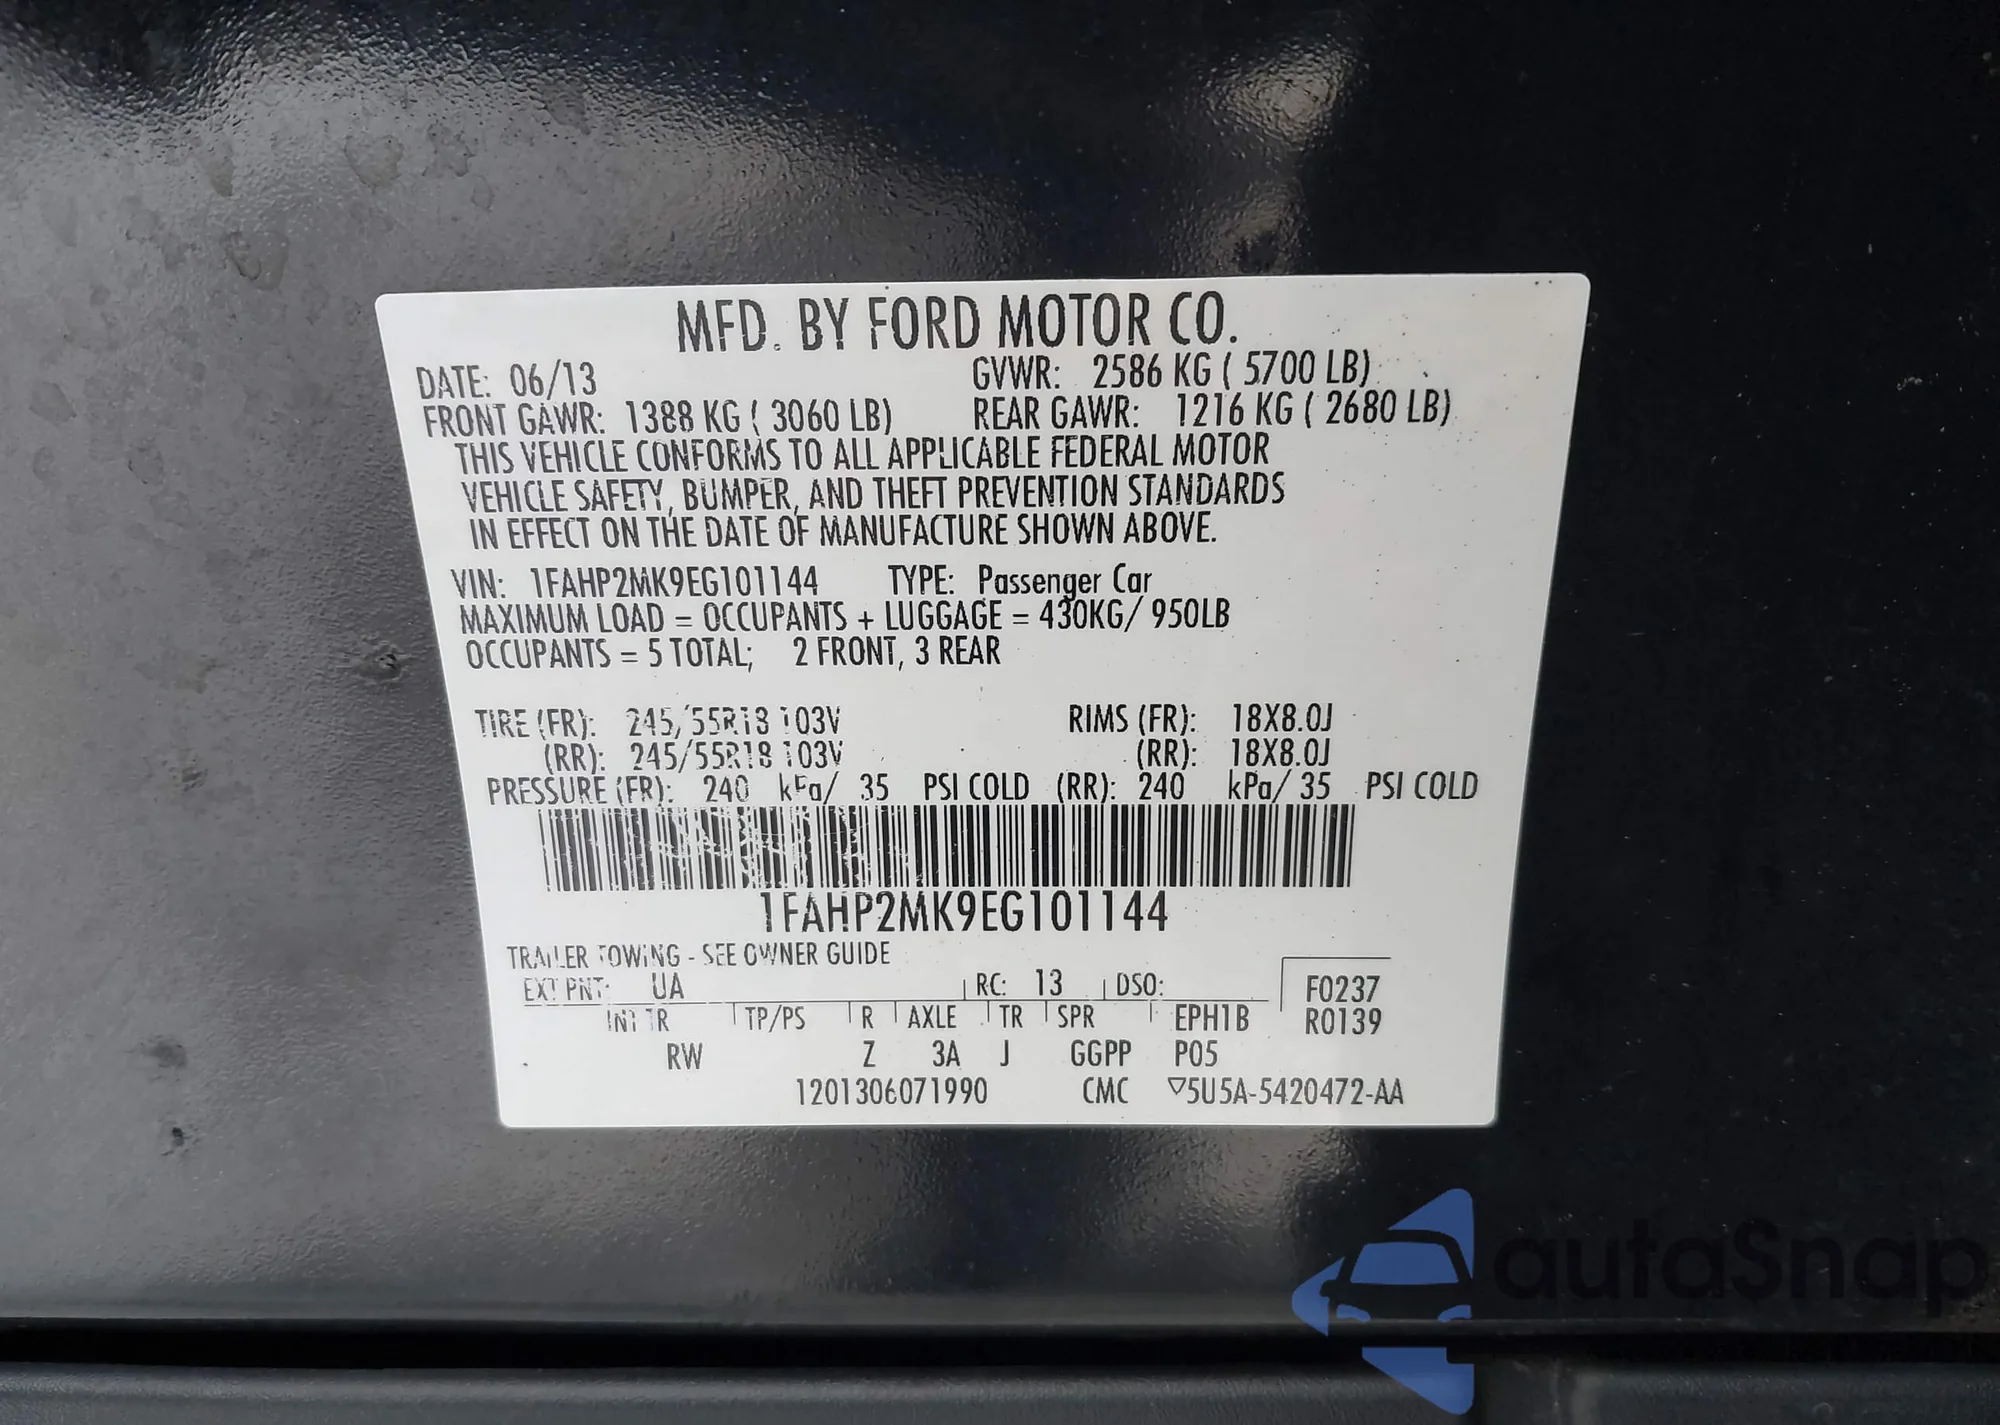 MFD. BY FORD MOTOR CO.
DATE: 06/13 GVWR: 2586 KG ( 5700 LB)
FRONT GAWR: 1388 KG ( 3060 LB) REAR GAWR: 1216 KG ( 2680 LB)
THIS VEHICLE CONFORMS TO ALL APPLICABLE FEDERAL MOTOR
VEHICLE SAFETY, BUMPER, AND THEFT PREVENTION STANDARDS
IN EFFECT ON THE DATE OF MANUFACTURE SHOWN ABOVE.
VIN: 1FAHP2MK9EG101144 TYPE: Passenger Car
MAXIMUM LOAD = OCCUPANTS + LUGGAGE = 430KG/ 950LB
OCCUPANTS = 5 TOTAL; 2 FRONT, 3 REAR
TIRE (FR): 245/55R18 103V RIMS (FR): 18X8.0J
(RR): 245/55R18 103V (RR): 18X8.0J
PRESSURE (FR): 240 kPa/ 35 PSI COLD (RR): 240 kPa/ 35 PSI COLD
1FAHP2MK9EG101144
TRAILER TOWING - SEE OWNER GUIDE
EXT PNT: UA RC: 13 DSO: F0237
INT TR TP/PS R AXLE TR SPR EPH1B R0139
RW Z 3A J GGPP P05
1201306071990 CMC ▽5U5A-5420472-AA
autaSnap